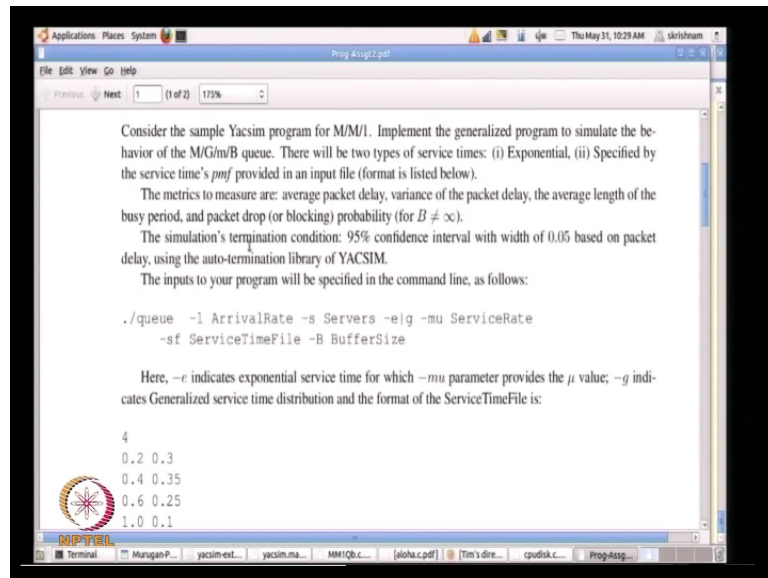 Applications Places System
Thu May 31, 10:29 AM skrishnam
Prog-Assgt2.pdf
File Edit View Go Help
Previous Next 1 (1 of 2) 175%
Consider the sample Yacsim program for M/M/1. Implement the generalized program to simulate the be-
havior of the M/G/m/B queue. There will be two types of service times: (i) Exponential, (ii) Specified by
the service time's pmf provided in an input file (format is listed below).
The metrics to measure are: average packet delay, variance of the packet delay, the average length of the
busy period, and packet drop (or blocking) probability (for B ≠ ∞).
The simulation's termination condition: 95% confidence interval with width of 0.05 based on packet
delay, using the auto-termination library of YACSIM.
The inputs to your program will be specified in the command line, as follows:
./queue -l ArrivalRate -s Servers -e|g -mu ServiceRate
-sf ServiceTimeFile -B BufferSize
Here, −e indicates exponential service time for which −mu parameter provides the μ value; −g indi-
cates Generalized service time distribution and the format of the ServiceTimeFile is:
4
0.2 0.3
0.4 0.35
0.6 0.25
1.0 0.1
NPTEL
Terminal Murugan-P... yacsim-ext... yacsim.ma... MM1Qb.c.... [aloha.c.pdf] [Tim's dire... cpudisk.c.... Prog-Assg...